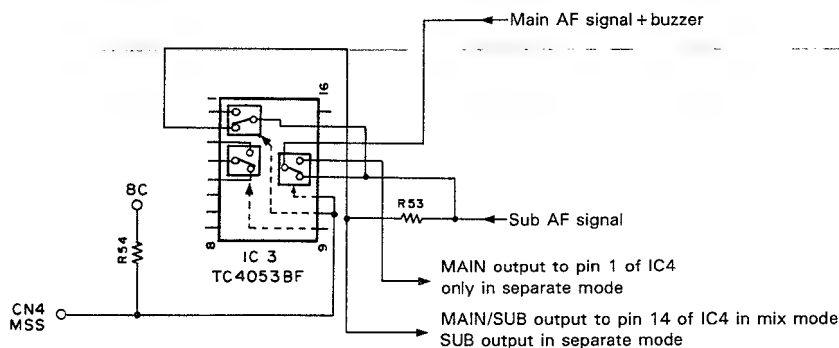 Main AF signal + buzzer
16
8C
R53
Sub AF signal
R54
8
9
IC 3
TC4053BF
MAIN output to pin 1 of IC4
only in separate mode
CN4
MSS
MAIN/SUB output to pin 14 of IC4 in mix mode
SUB output in separate mode